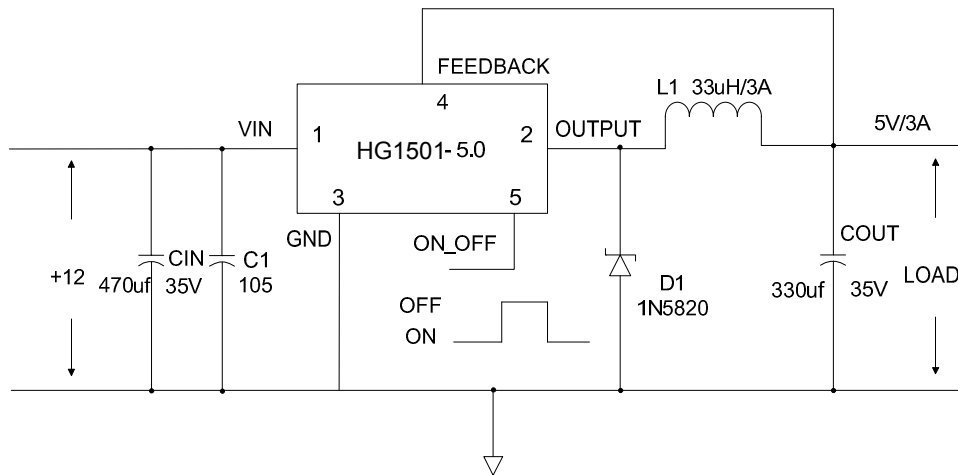 FEEDBACK
L1 33uH/3A
4
VIN
1
2
OUTPUT
5V/3A
HG1501-5.0
3
5
GND
ON_OFF
COUT
+12
470uf
CIN
35V
C1
105
D1
1N5820
330uf
35V
LOAD
OFF
ON